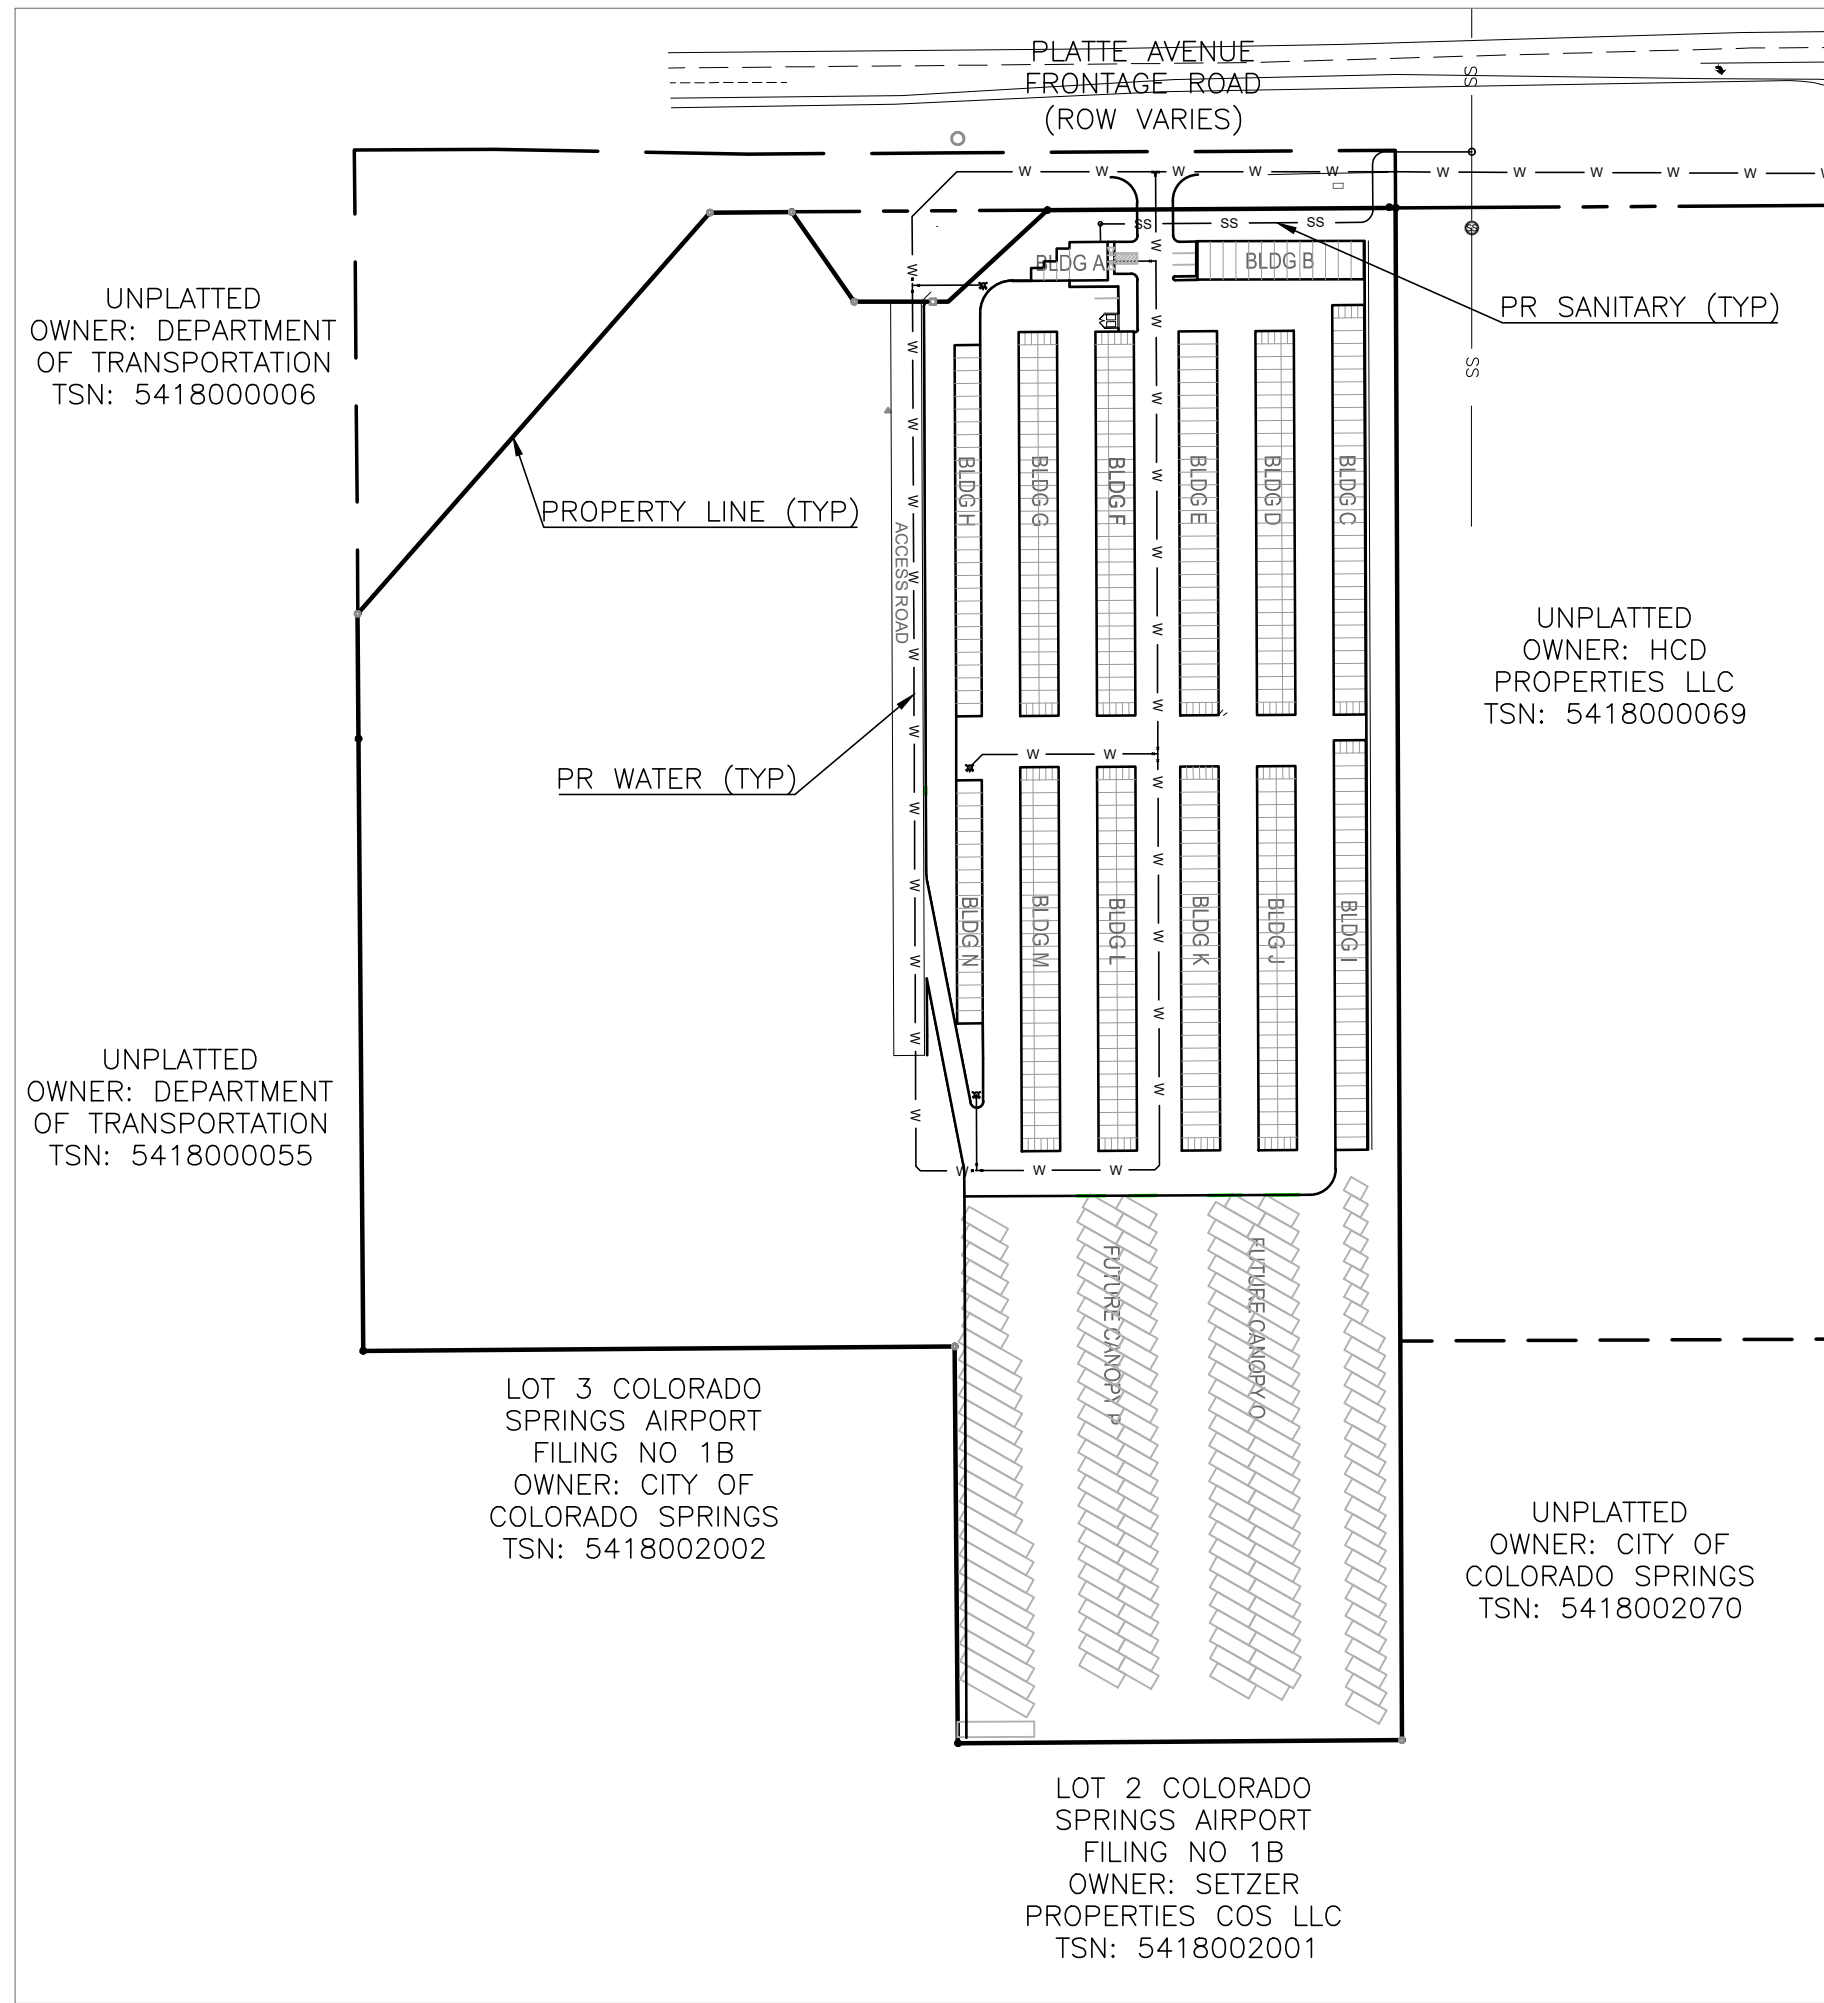 PLATTE AVENUE
FRONTAGE ROAD
(ROW VARIES)
SS
W W W W W W W W W W
SS SS SS
BLDG A
BLDG B
PR SANITARY (TYP)
SS
UNPLATTED
OWNER: DEPARTMENT
OF TRANSPORTATION
TSN: 5418000006
PROPERTY LINE (TYP)
ACCESS ROAD
BLDG H
BLDG G
BLDG F
BLDG E
BLDG D
BLDG C
UNPLATTED
OWNER: HCD
PROPERTIES LLC
TSN: 5418000069
PR WATER (TYP)
W W
BLDG N
BLDG M
BLDG L
BLDG K
BLDG J
BLDG I
UNPLATTED
OWNER: DEPARTMENT
OF TRANSPORTATION
TSN: 5418000055
W W W
FUTURE CANOPY P
FUTURE CANOPY O
LOT 3 COLORADO
SPRINGS AIRPORT
FILING NO 1B
OWNER: CITY OF
COLORADO SPRINGS
TSN: 5418002002
UNPLATTED
OWNER: CITY OF
COLORADO SPRINGS
TSN: 5418002070
LOT 2 COLORADO
SPRINGS AIRPORT
FILING NO 1B
OWNER: SETZER
PROPERTIES COS LLC
TSN: 5418002001